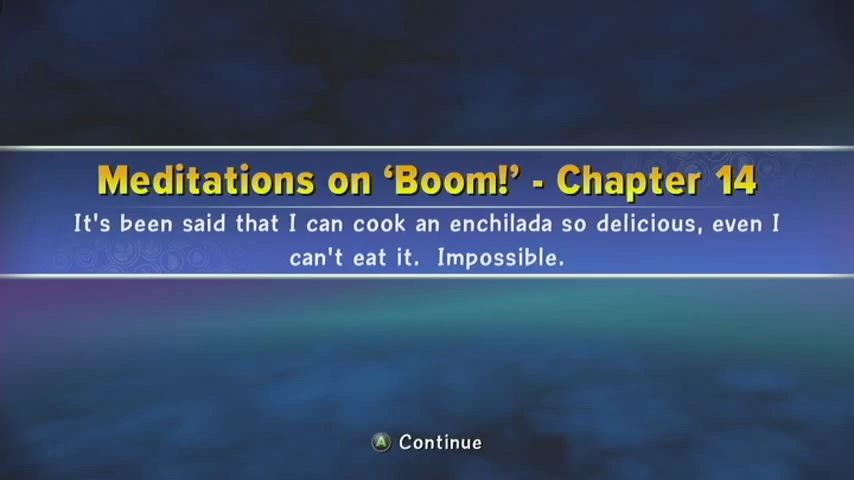 Meditations on ‘Boom!’ - Chapter 14
It's been said that I can cook an enchilada so delicious, even I
can't eat it.  Impossible.
A Continue